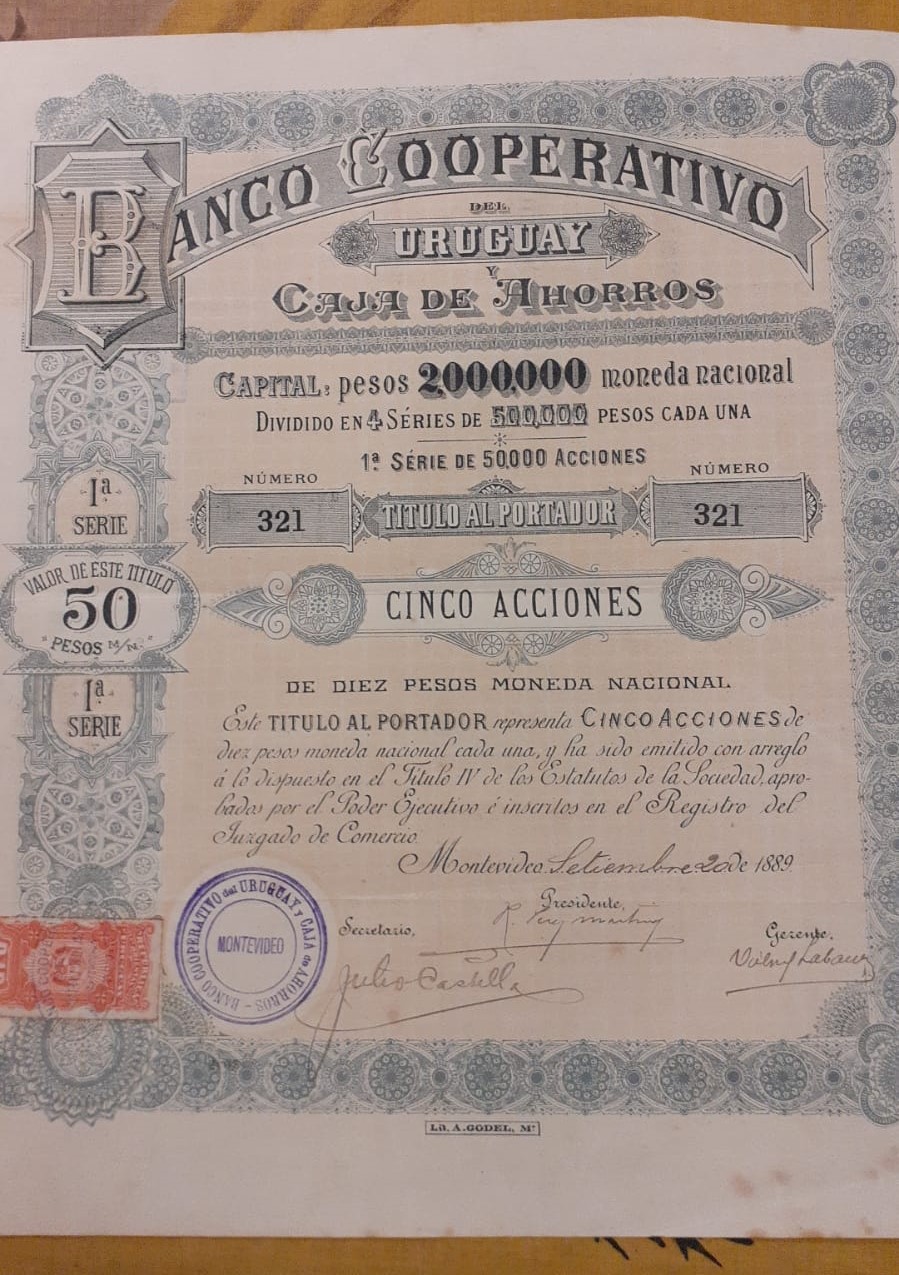 BANCO COOPERATIVO
DEL
URUGUAY
Y
CAJA DE AHORROS
CAPITAL: pesos 2,000,000 moneda nacional
DIVIDIDO EN 4 SÉRIES DE 500,000 PESOS CADA UNA
1ª SÉRIE DE 50,000 ACCIONES
NÚMERO
321
TITULO AL PORTADOR
NÚMERO
321
1ª
SERIE
VALOR DE ESTE TITULO
50
PESOS M/N.
1ª
SERIE
CINCO ACCIONES
DE DIEZ PESOS MONEDA NACIONAL
Este TITULO AL PORTADOR representa CINCO ACCIONES de
diez pesos moneda nacional cada una, y ha sido emitido con arreglo
á lo dispuesto en el Titulo IV de los Estatutos de la Sociedad, apro-
bados por el Poder Ejecutivo é inscritos en el Registro del
Juzgado de Comercio.
Montevideo Setiembre 20 de 1889.
BANCO COOPERATIVO del URUGUAY y CAJA de AHORROS
MONTEVIDEO
Presidente,
Secretario,
Julio Castell
Gerente,
Lit. A. GODEL, Mº